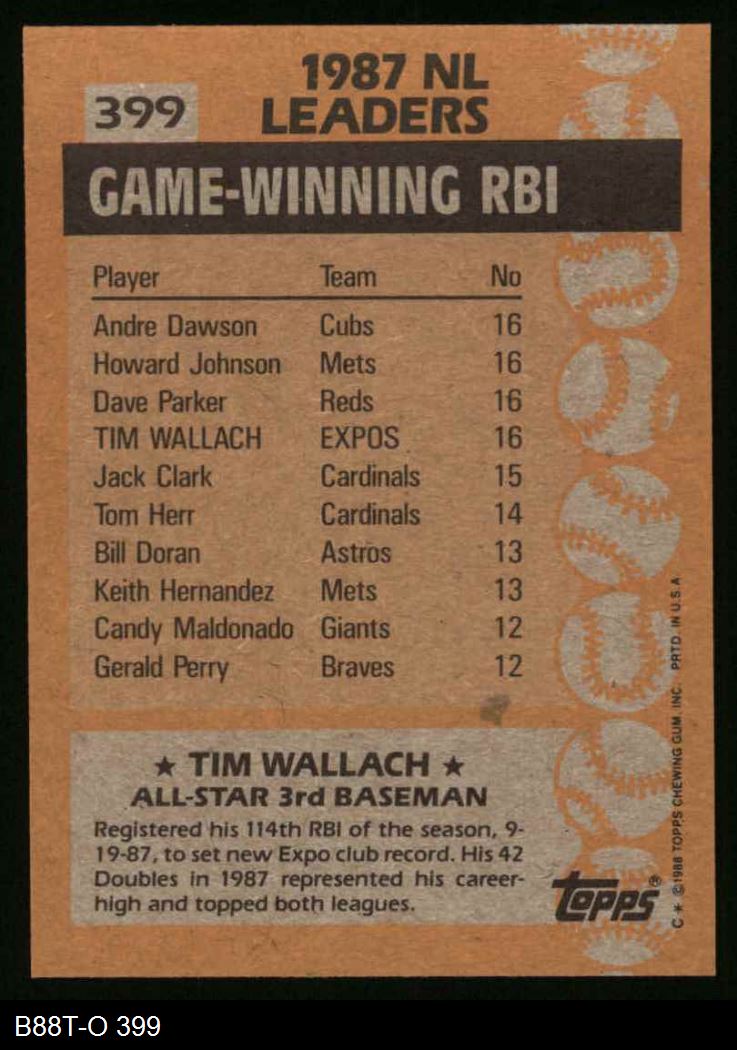 1987 NL
399
LEADERS
GAME-WINNING RBI
Player Team No
Andre Dawson Cubs 16
Howard Johnson Mets 16
Dave Parker Reds 16
TIM WALLACH EXPOS 16
Jack Clark Cardinals 15
Tom Herr Cardinals 14
Bill Doran Astros 13
Keith Hernandez Mets 13
Candy Maldonado Giants 12
Gerald Perry Braves 12
★ TIM WALLACH ★
ALL-STAR 3rd BASEMAN
Registered his 114th RBI of the season, 9-
19-87, to set new Expo club record. His 42
Doubles in 1987 represented his career-
high and topped both leagues.
topps®
C * © 1988 TOPPS CHEWING GUM, INC. PRTD. IN U.S.A.
B88T-O 399